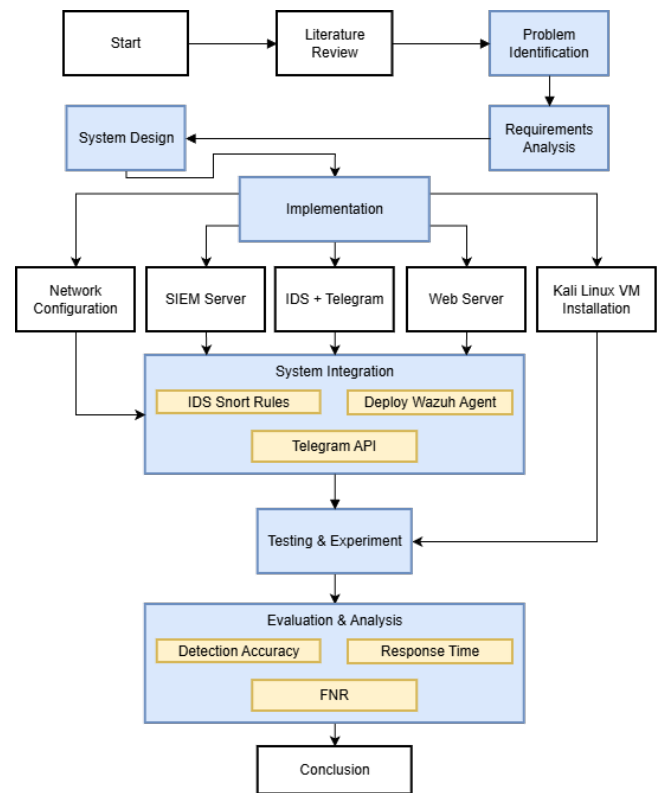 Start
Literature
Review
Problem
Identification
System Design
Requirements
Analysis
Implementation
Network
Configuration
SIEM Server
IDS + Telegram
Web Server
Kali Linux VM
Installation
System Integration
IDS Snort Rules
Deploy Wazuh Agent
Telegram API
Testing & Experiment
Evaluation & Analysis
Detection Accuracy
Response Time
FNR
Conclusion